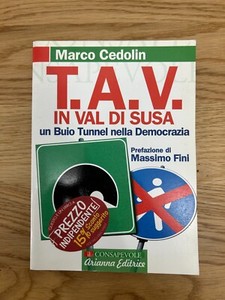 Marco Cedolin
T.A.V.
IN VAL DI SUSA
un Buio Tunnel nella Democrazia
Prefazione di
Massimo Fini
PREZZO
INDIPENDENTE
15%
CONSAPEVOLE
Arianna Editrice